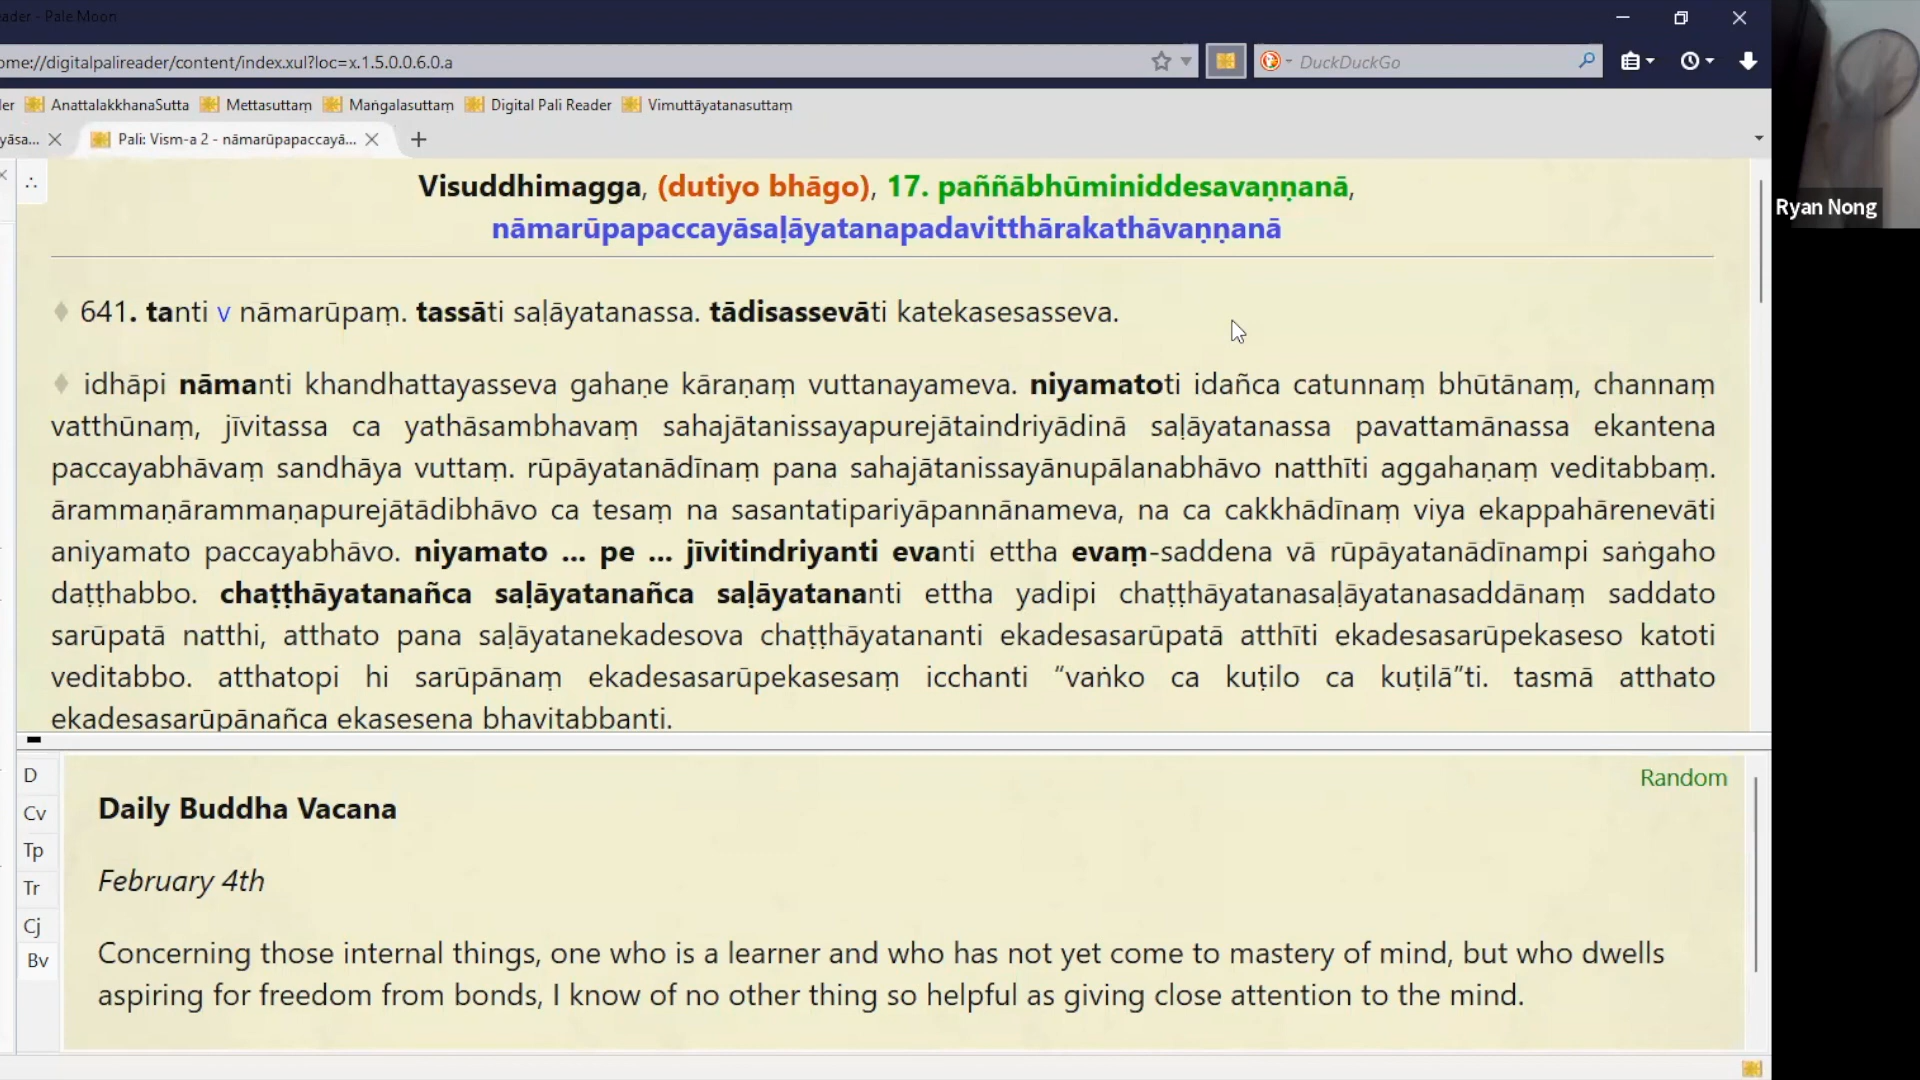 ader - Pale Moon
ome://digitalpalireader/content/index.xul?loc=x.1.5.0.0.6.0.a
DuckDuckGo
er AnattalakkhanaSutta Mettasuttaṃ Maṅgalasuttaṃ Digital Pali Reader Vimuttāyatanasuttaṃ
yāsa... Pali: Vism-a 2 - nāmarūpapaccayā...
Ryan Nong
Visuddhimagga, (dutiyo bhāgo), 17. paññābhūminiddesavaṇṇanā,
nāmarūpapaccayāsaḷāyatanapadavitthārakathāvaṇṇanā
641. tanti v nāmarūpaṃ. tassāti saḷāyatanassa. tādisassevāti katekasesasseva.
idhāpi nāmanti khandhattayasseva gahaṇe kāraṇaṃ vuttanayameva. niyamatoti idañca catunnaṃ bhūtānaṃ, channaṃ
vatthūnaṃ, jīvitassa ca yathāsambhavaṃ sahajātanissayapurejātaindriyādinā saḷāyatanassa pavattamānassa ekantena
paccayabhāvaṃ sandhāya vuttaṃ. rūpāyatanādīnaṃ pana sahajātanissayānupālanabhāvo natthīti aggahaṇaṃ veditabbaṃ.
ārammaṇārammaṇapurejātādibhāvo ca tesaṃ na sasantatipariyāpannānameva, na ca cakkhādīnaṃ viya ekappahārenevāti
aniyamato paccayabhāvo. niyamato ... pe ... jīvitindriyanti evanti ettha evaṃ-saddena vā rūpāyatanādīnampi saṅgaho
daṭṭhabbo. chaṭṭhāyatanañca saḷāyatanañca saḷāyatananti ettha yadipi chaṭṭhāyatanasaḷāyatanasaddānaṃ saddato
sarūpatā natthi, atthato pana saḷāyatanekadesova chaṭṭhāyatananti ekadesasarūpatā atthīti ekadesasarūpekaseso katoti
veditabbo. atthatopi hi sarūpānaṃ ekadesasarūpekasesaṃ icchanti “vaṅko ca kuṭilo ca kuṭilā”ti. tasmā atthato
ekadesasarūpānañca ekasesena bhavitabbanti.
D
Cv
Tp
Tr
Cj
Bv
Random
Daily Buddha Vacana
February 4th
Concerning those internal things, one who is a learner and who has not yet come to mastery of mind, but who dwells
aspiring for freedom from bonds, I know of no other thing so helpful as giving close attention to the mind.